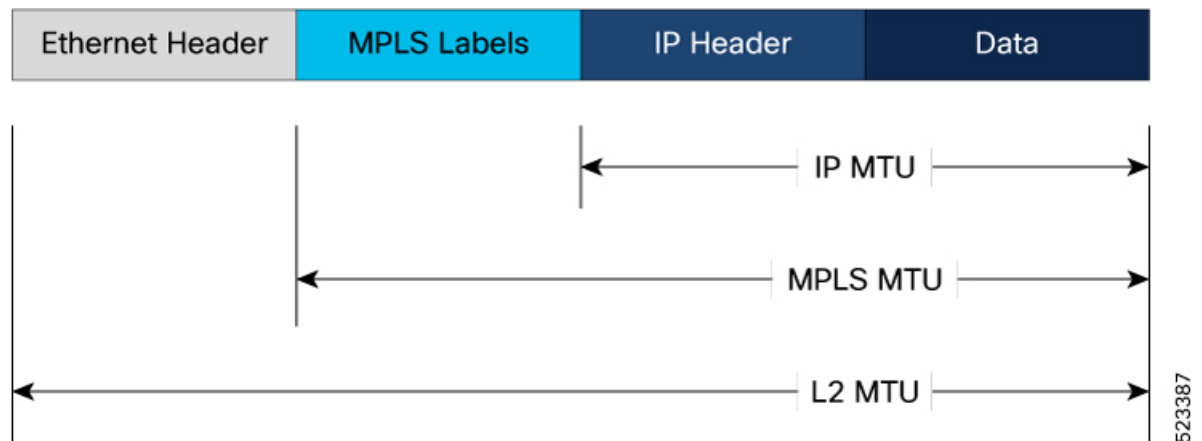 Ethernet Header MPLS Labels IP Header Data
IP MTU
MPLS MTU
L2 MTU
523387